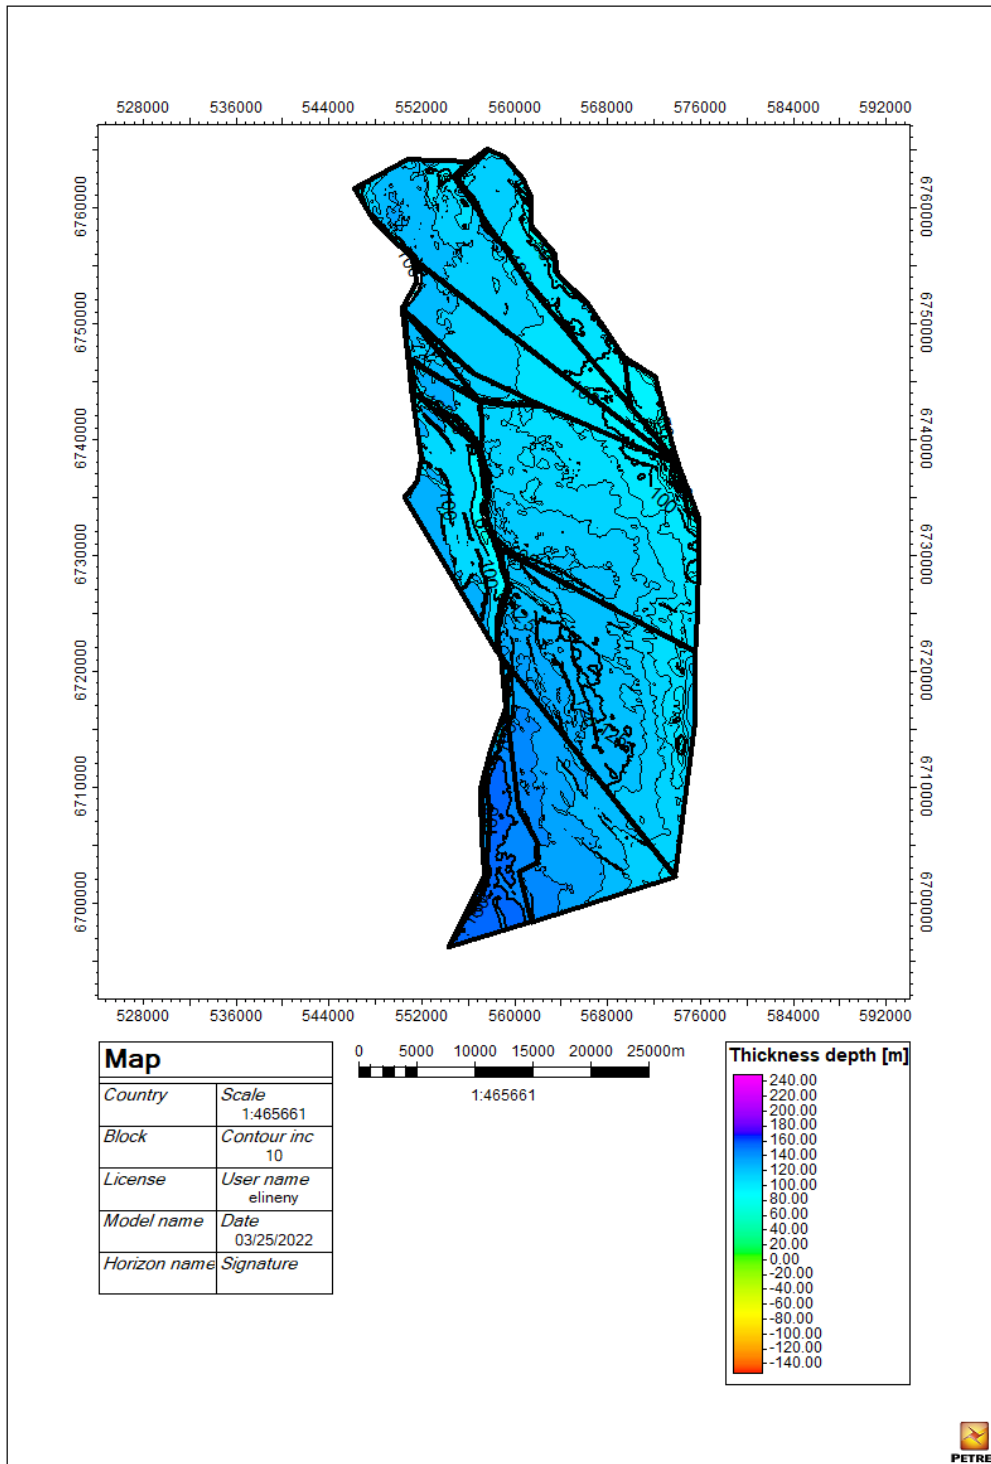 528000 536000 544000 552000 560000 568000 576000 584000 592000
6760000 6760000
6750000 6750000
6740000 6740000
6730000 6730000
6720000 6720000
6710000 6710000
6700000 6700000
100
100
100
100
528000 536000 544000 552000 560000 568000 576000 584000 592000
Map
Country
Scale
1:465661
Block
Contour inc
10
License
User name
elineny
Model name
Date
03/25/2022
Horizon name
Signature
0 5000 10000 15000 20000 25000m
1:465661
Thickness depth [m]
240.00
220.00
200.00
180.00
160.00
140.00
120.00
100.00
80.00
60.00
40.00
20.00
0.00
-20.00
-40.00
-60.00
-80.00
-100.00
-120.00
-140.00
PETRE